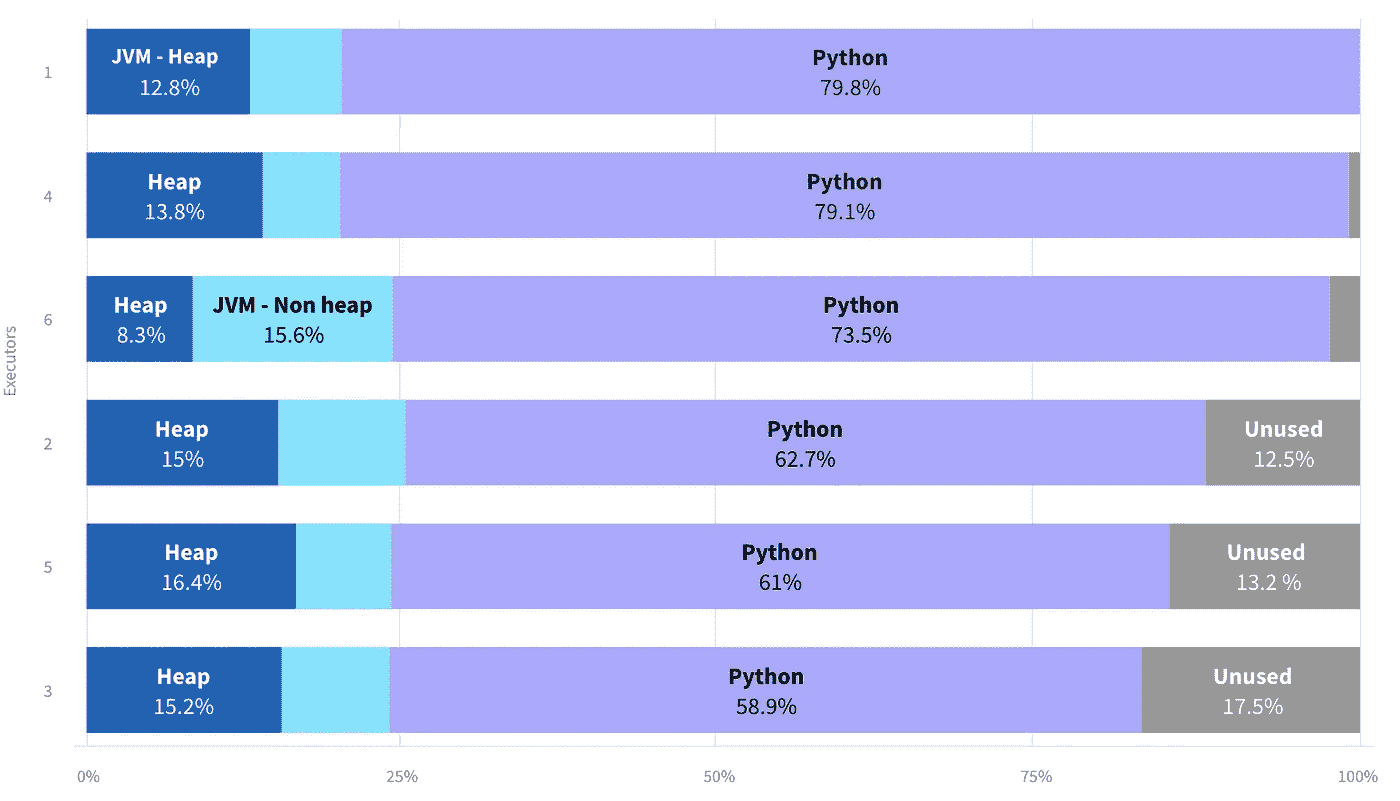 JVM - Heap
12.8%
Python
79.8%
1
Heap
13.8%
Python
79.1%
4
Heap
8.3%
JVM - Non heap
15.6%
Python
73.5%
6
Executors
Heap
15%
Python
62.7%
Unused
12.5%
2
Heap
16.4%
Python
61%
Unused
13.2 %
5
Heap
15.2%
Python
58.9%
Unused
17.5%
3
0%
25%
50%
75%
100%